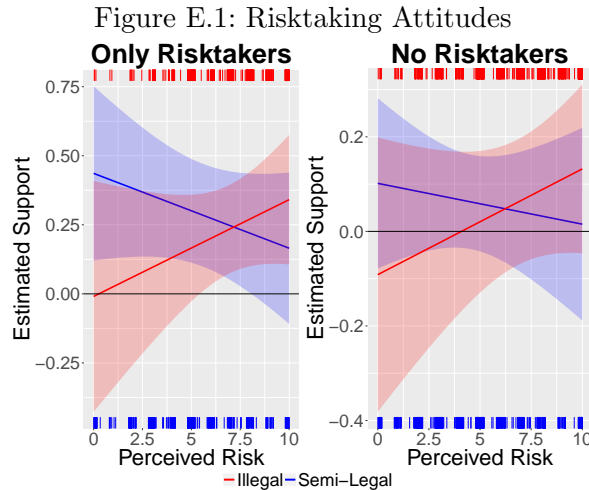 Figure E.1: Risktaking Attitudes
Only Risktakers
No Risktakers
Estimated Support
0.75
0.50
0.25
0.00
−0.25
0 2.5 5 7.5 10
Perceived Risk
Estimated Support
0.2
0.0
−0.2
−0.4
0 2.5 5 7.5 10
Perceived Risk
Illegal Semi−Legal